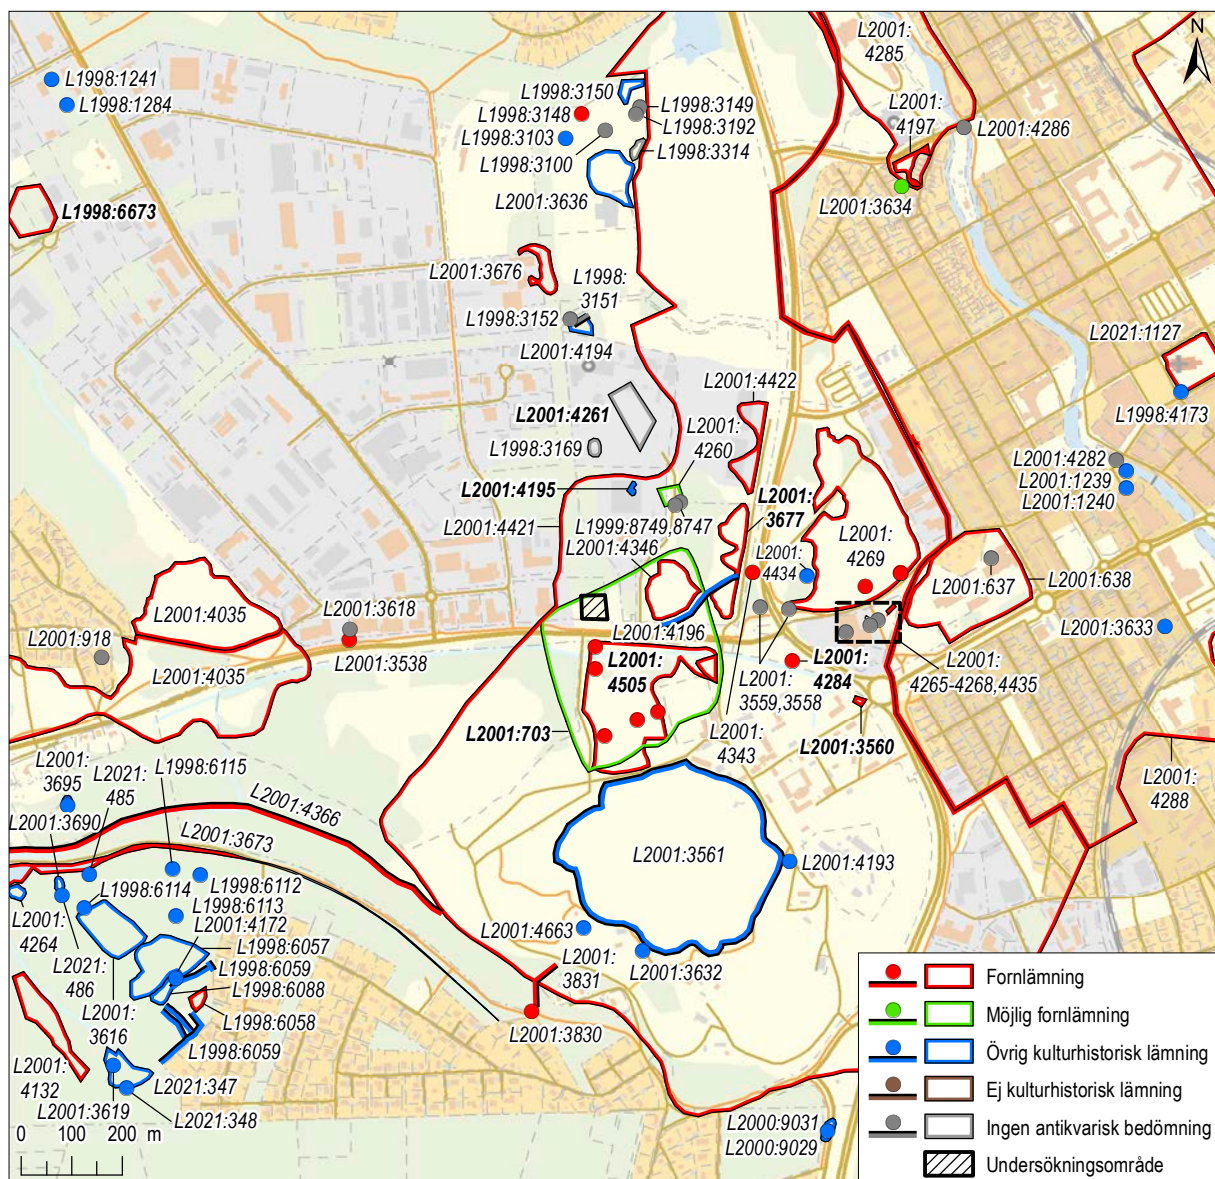 L2001:
4285
N
L1998:1241
L1998:1284
L1998:3150
L1998:3148
L1998:3149
L1998:3192
L1998:3103
L1998:3100
L1998:3314
L2001:
4197
L2001:4286
L2001:3636
L2001:3634
L1998:6673
L2001:3676
L1998:
3151
L1998:3152
L2001:4194
L2021:1127
L2001:4422
L1998:4173
L2001:4261
L2001:
4260
L1998:3169
L2001:4282
L2001:1239
L2001:1240
L2001:4195
L2001:
3677
L2001:4421
L1999:8749,8747
L2001:4346
L2001:
4434
L2001:
4269
L2001:637
L2001:638
L2001:4035
L2001:3618
L2001:918
L2001:3538
L2001:4035
L2001:4196
L2001:3633
L2001:
4505
L2001:
4284
L2001:
3559,3558
L2001:
4265-4268,4435
L2001:703
L2001:
4343
L2001:3560
L2001:
4288
L2001:
3695
L2021:
485
L1998:6115
L2001:4366
L2001:3690
L2001:3673
L2001:3561
L2001:4193
L1998:6114
L1998:6112
L1998:6113
L2001:4172
L2001:
4264
L1998:6057
L2001:4663
L2001:
3831
L2001:3632
L2021:
486
L1998:6059
L1998:6088
L2001:
3616
L1998:6058
L2001:3830
L1998:6059
L2001:
4132
L2021:347
L2001:3619
L2021:348
L2000:9031
L2000:9029
0 100 200 m
Fornlämning
Möjlig fornlämning
Övrig kulturhistorisk lämning
Ej kulturhistorisk lämning
Ingen antikvarisk bedömning
Undersökningsområde